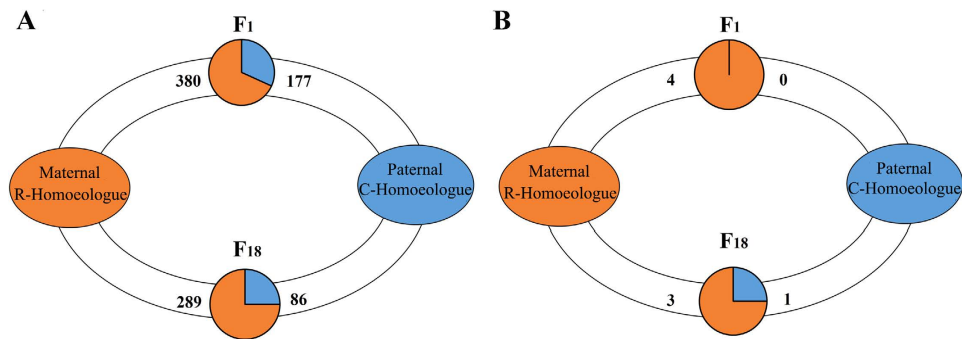 A
F1
380
177
Maternal
R-Homoeologue
Paternal
C-Homoeologue
F18
289
86
B
F1
4
0
Maternal
R-Homoeologue
Paternal
C-Homoeologue
F18
3
1